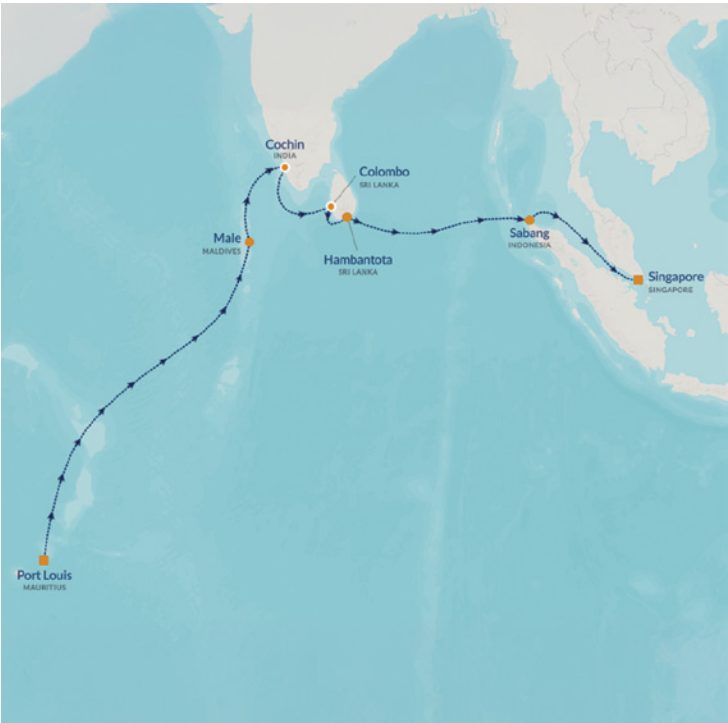 Cochin
INDIA
Colombo
SRI LANKA
Male
MALDIVES
Sabang
INDONESIA
Hambantota
SRI LANKA
Singapore
SINGAPORE
Port Louis
MAURITIUS